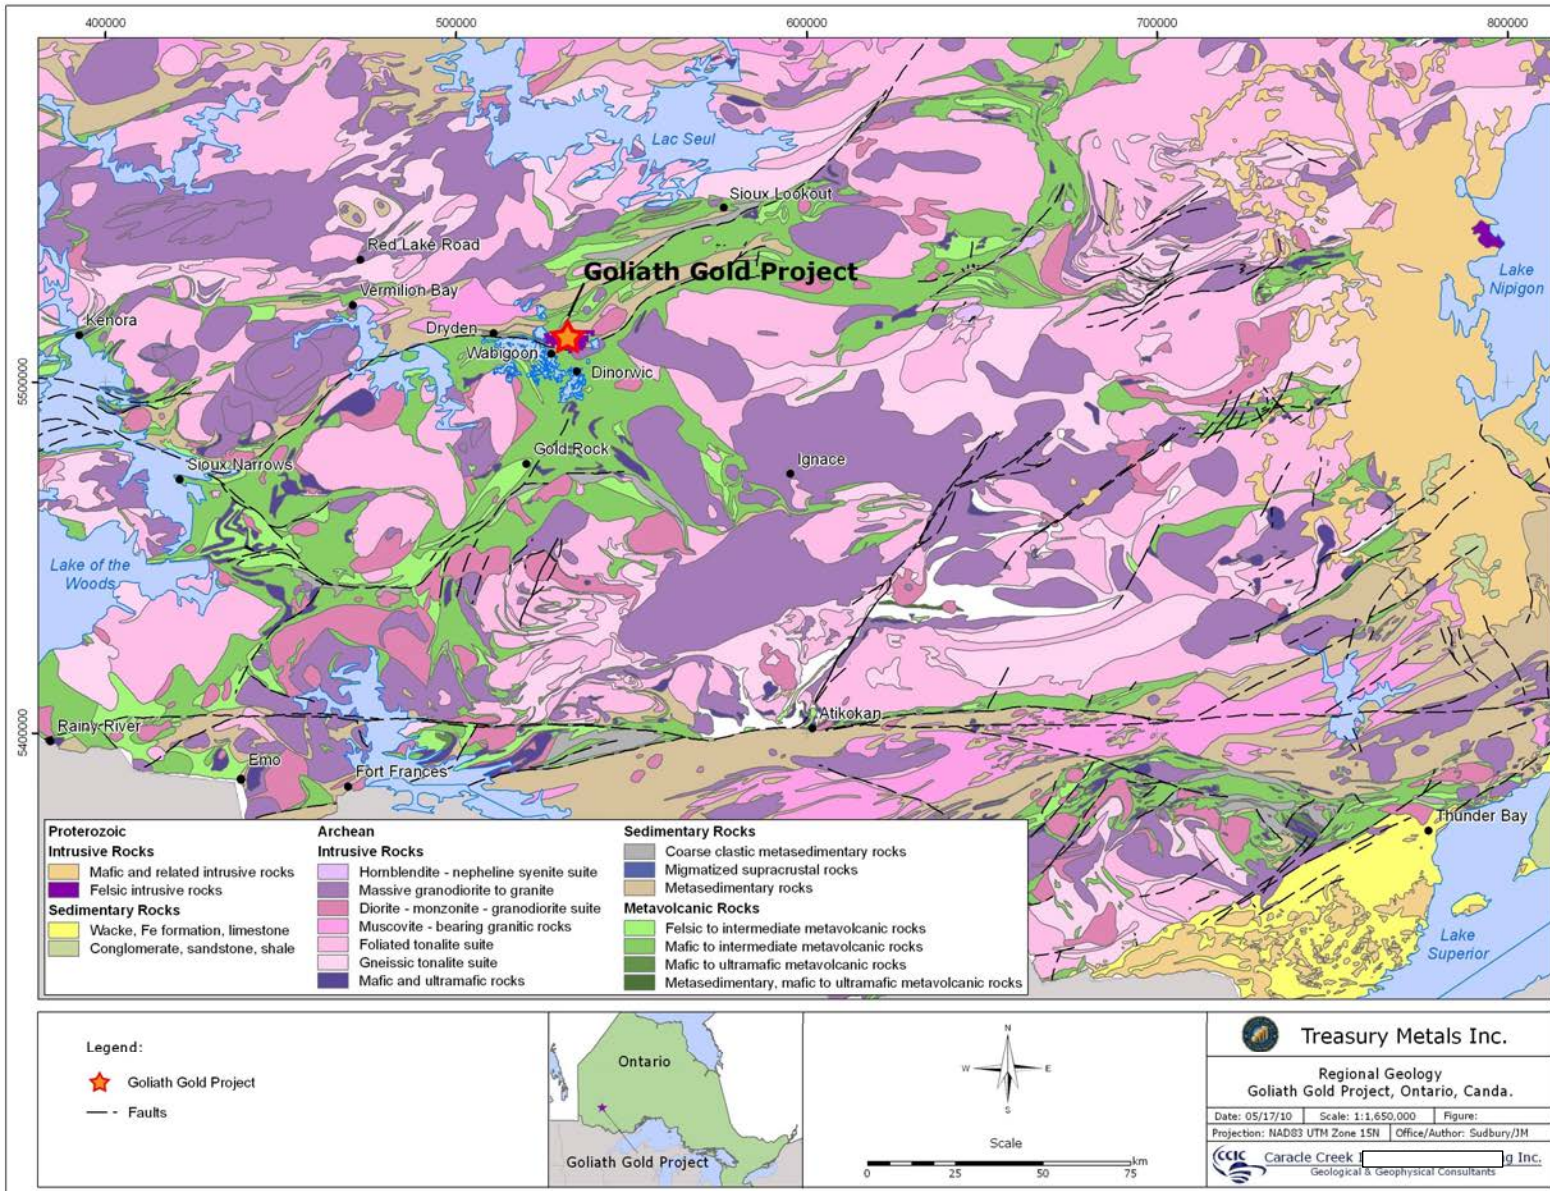 400000 500000 600000 700000 800000
Lac Seul
Sioux Lookout
Red Lake Road
Goliath Gold Project
Lake
Nipigon
Vermilion Bay
Kenora
Dryden
Wabigoon
Dinorwic
5500000
Gold Rock
Ignace
Sioux Narrows
Lake of the
Woods
Atikokan
Rainy River
5400000
Emo
Fort Frances
Thunder Bay
Lake
Superior
Proterozoic
Intrusive Rocks
Mafic and related intrusive rocks
Felsic intrusive rocks
Sedimentary Rocks
Wacke, Fe formation, limestone
Conglomerate, sandstone, shale
Archean
Intrusive Rocks
Hornblendite - nepheline syenite suite
Massive granodiorite to granite
Diorite - monzonite - granodiorite suite
Muscovite - bearing granitic rocks
Foliated tonalite suite
Gneissic tonalite suite
Mafic and ultramafic rocks
Sedimentary Rocks
Coarse clastic metasedimentary rocks
Migmatized supracrustal rocks
Metasedimentary rocks
Metavolcanic Rocks
Felsic to intermediate metavolcanic rocks
Mafic to intermediate metavolcanic rocks
Mafic to ultramafic metavolcanic rocks
Metasedimentary, mafic to ultramafic metavolcanic rocks
Legend:
Goliath Gold Project
Faults
Ontario
Goliath Gold Project
N
W E
S
Scale
km
0 25 50 75
Treasury Metals Inc.
Regional Geology
Goliath Gold Project, Ontario, Canda.
Date: 05/17/10 Scale: 1:1,650,000 Figure:
Projection: NAD83 UTM Zone 15N Office/Author: Sudbury/JM
CCIC
Caracle Creek g Inc.
Geological & Geophysical Consultants